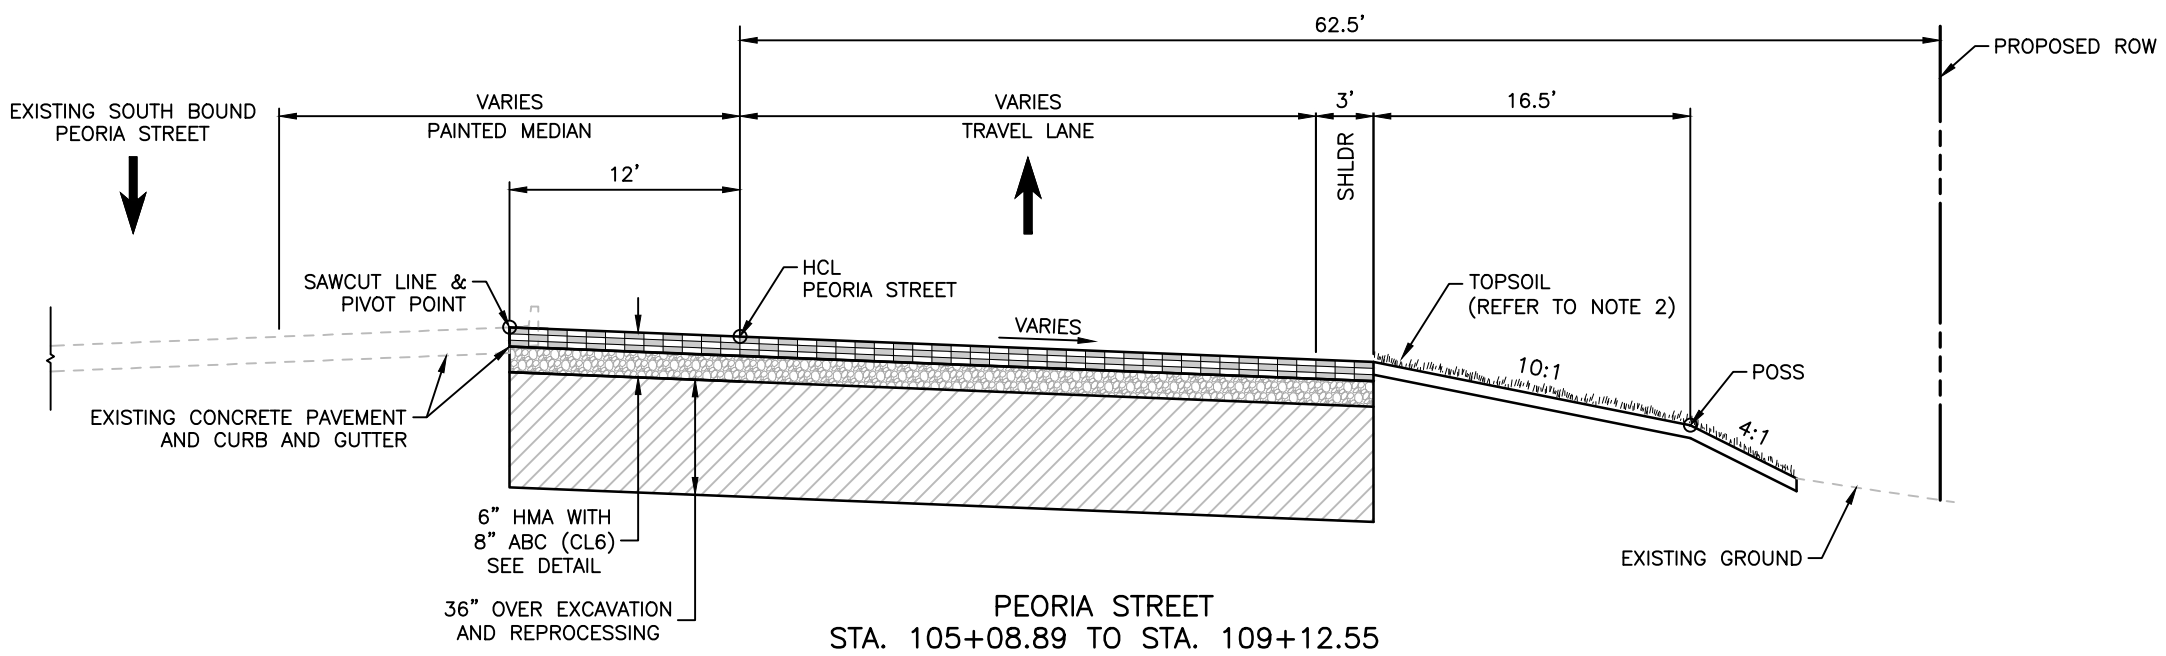 62.5’
PROPOSED ROW
EXISTING SOUTH BOUND
PEORIA STREET
VARIES
PAINTED MEDIAN
VARIES
TRAVEL LANE
3’
SHLDR
16.5’
12’
SAWCUT LINE &
PIVOT POINT
HCL
PEORIA STREET
VARIES
TOPSOIL
(REFER TO NOTE 2)
10:1
POSS
4:1
EXISTING CONCRETE PAVEMENT
AND CURB AND GUTTER
6” HMA WITH
8” ABC (CL6)
SEE DETAIL
EXISTING GROUND
36” OVER EXCAVATION
AND REPROCESSING
PEORIA STREET
STA. 105+08.89 TO STA. 109+12.55